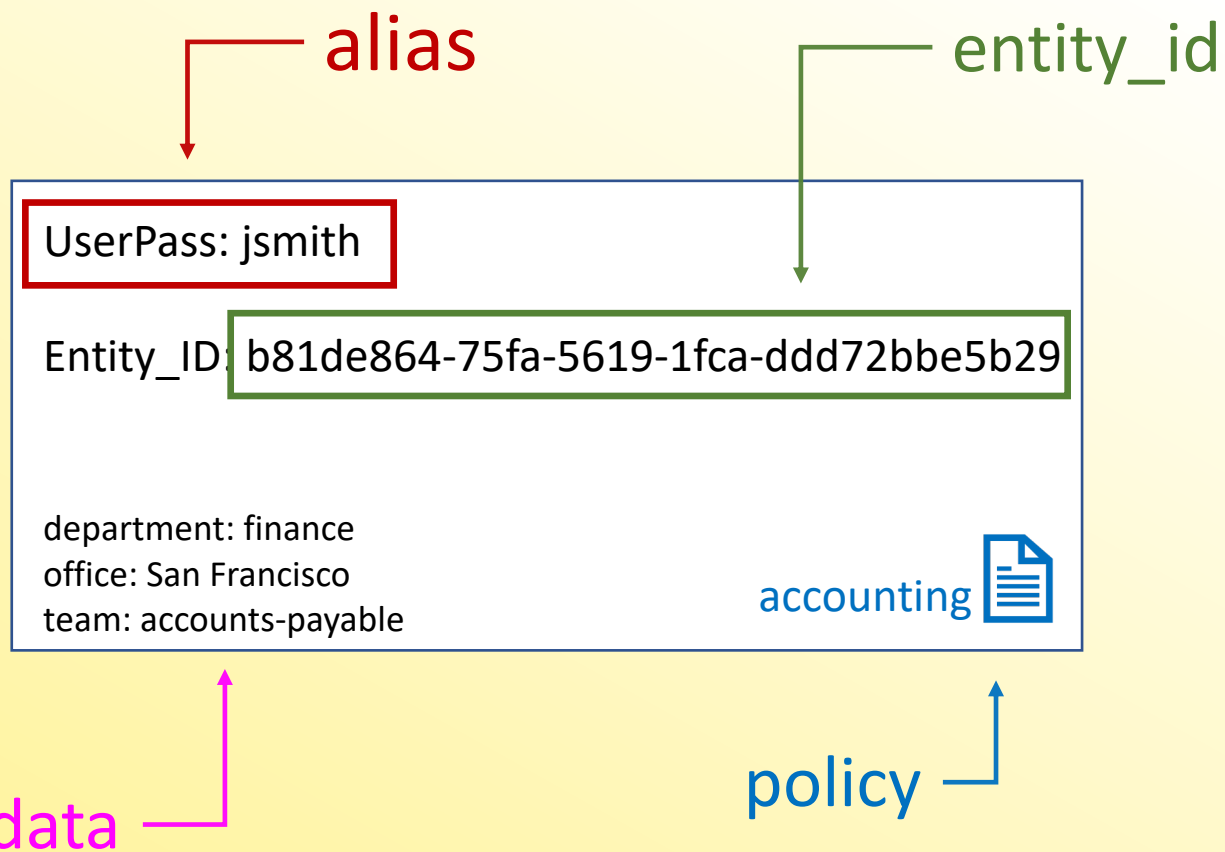 alias
entity_id
UserPass: jsmith
Entity_ID: b81de864-75fa-5619-1fca-ddd72bbe5b29
department: finance
office: San Francisco
team: accounts-payable
accounting
policy
data